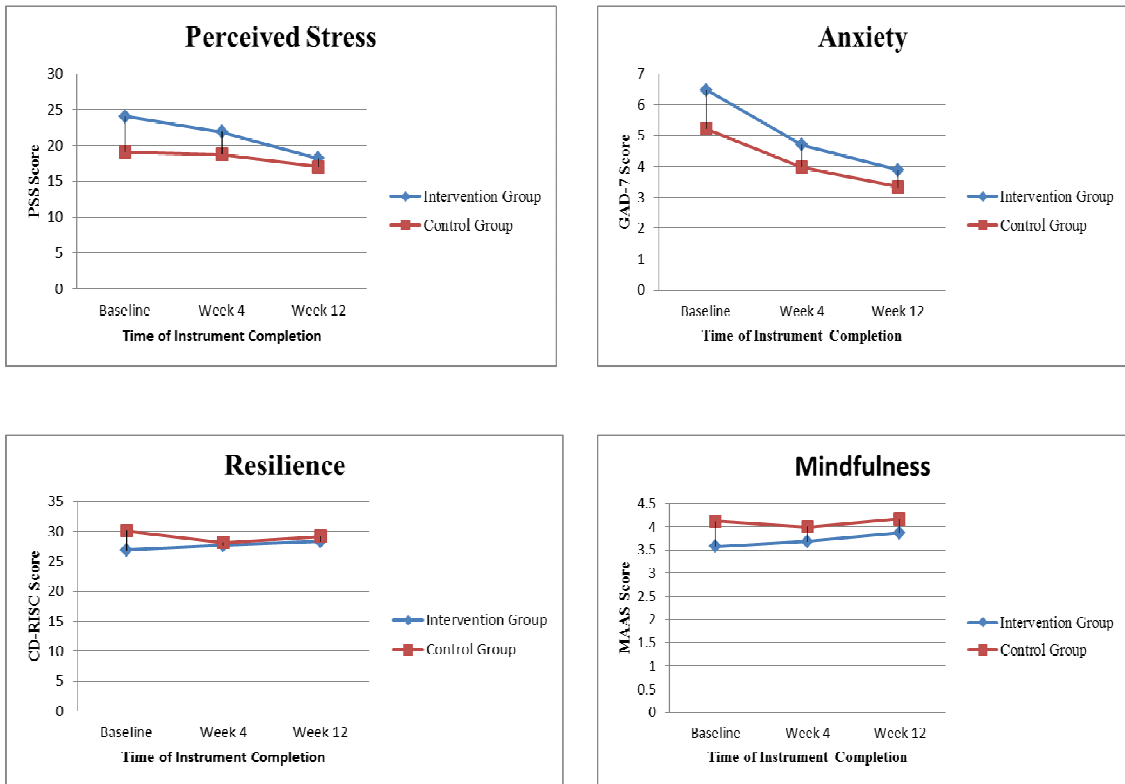 Perceived Stress
PSS Score
30
25
20
15
10
5
0
Baseline
Week 4
Week 12
Time of Instrument Completion
Intervention Group
Control Group
Anxiety
GAD-7 Score
7
6
5
4
3
2
1
0
Baseline
Week 4
Week 12
Time of Instrument Completion
Intervention Group
Control Group
Resilience
CD-RISC Score
35
30
25
20
15
10
5
0
Baseline
Week 4
Week 12
Time of Instrument Completion
Intervention Group
Control Group
Mindfulness
MAAS Score
4.5
4
3.5
3
2.5
2
1.5
1
0.5
0
Baseline
Week 4
Week 12
Time of Instrument Completion
Intervention Group
Control Group